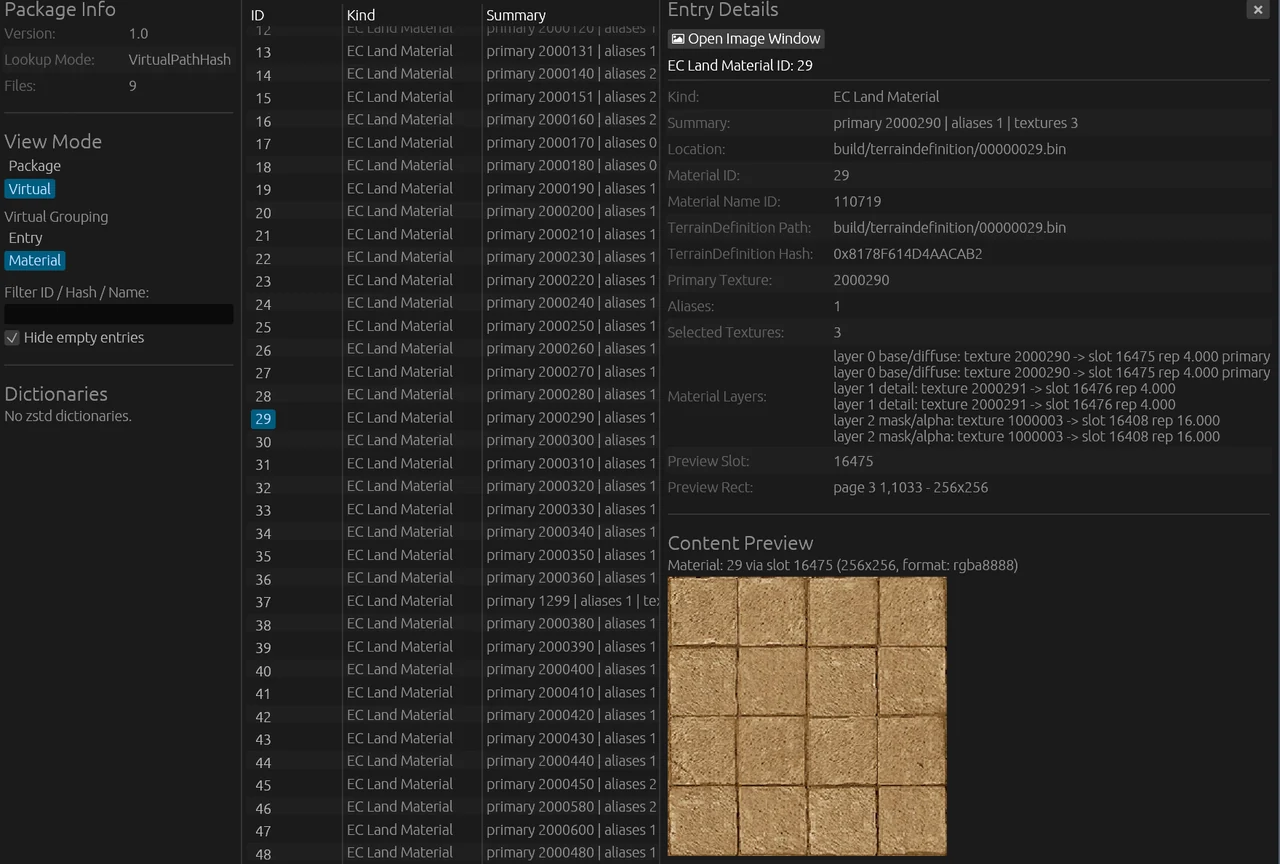 Package Info
Version: 1.0
Lookup Mode: VirtualPathHash
Files: 9
View Mode
Package
Virtual
Virtual Grouping
Entry
Material
Filter ID / Hash / Name:
Hide empty entries
Dictionaries
No zstd dictionaries.
ID Kind Summary
12 EC Land Material primary 2000120 | aliases 1
13 EC Land Material primary 2000131 | aliases 1
14 EC Land Material primary 2000140 | aliases 2
15 EC Land Material primary 2000151 | aliases 2
16 EC Land Material primary 2000160 | aliases 2
17 EC Land Material primary 2000170 | aliases 0
18 EC Land Material primary 2000180 | aliases 0
19 EC Land Material primary 2000190 | aliases 1
20 EC Land Material primary 2000200 | aliases 1
21 EC Land Material primary 2000210 | aliases 1
22 EC Land Material primary 2000230 | aliases 1
23 EC Land Material primary 2000220 | aliases 1
24 EC Land Material primary 2000240 | aliases 1
25 EC Land Material primary 2000250 | aliases 1
26 EC Land Material primary 2000260 | aliases 1
27 EC Land Material primary 2000270 | aliases 1
28 EC Land Material primary 2000280 | aliases 1
29 EC Land Material primary 2000290 | aliases 1
30 EC Land Material primary 2000300 | aliases 1
31 EC Land Material primary 2000310 | aliases 1
32 EC Land Material primary 2000320 | aliases 1
33 EC Land Material primary 2000330 | aliases 1
34 EC Land Material primary 2000340 | aliases 1
35 EC Land Material primary 2000350 | aliases 1
36 EC Land Material primary 2000360 | aliases 1
37 EC Land Material primary 1299 | aliases 1 | te
38 EC Land Material primary 2000380 | aliases 1
39 EC Land Material primary 2000390 | aliases 1
40 EC Land Material primary 2000400 | aliases 1
41 EC Land Material primary 2000410 | aliases 1
42 EC Land Material primary 2000420 | aliases 1
43 EC Land Material primary 2000430 | aliases 1
44 EC Land Material primary 2000440 | aliases 1
45 EC Land Material primary 2000450 | aliases 2
46 EC Land Material primary 2000580 | aliases 2
47 EC Land Material primary 2000600 | aliases 1
48 EC Land Material primary 2000480 | aliases 1
Entry Details
Open Image Window
EC Land Material ID: 29
Kind: EC Land Material
Summary: primary 2000290 | aliases 1 | textures 3
Location: build/terraindefinition/00000029.bin
Material ID: 29
Material Name ID: 110719
TerrainDefinition Path: build/terraindefinition/00000029.bin
TerrainDefinition Hash: 0x8178F614D4AACAB2
Primary Texture: 2000290
Aliases: 1
Selected Textures: 3
Material Layers:
layer 0 base/diffuse: texture 2000290 -> slot 16475 rep 4.000 primary
layer 0 base/diffuse: texture 2000290 -> slot 16475 rep 4.000 primary
layer 1 detail: texture 2000291 -> slot 16476 rep 4.000
layer 1 detail: texture 2000291 -> slot 16476 rep 4.000
layer 2 mask/alpha: texture 1000003 -> slot 16408 rep 16.000
layer 2 mask/alpha: texture 1000003 -> slot 16408 rep 16.000
Preview Slot: 16475
Preview Rect: page 3 1,1033 - 256x256
Content Preview
Material: 29 via slot 16475 (256x256, format: rgba8888)